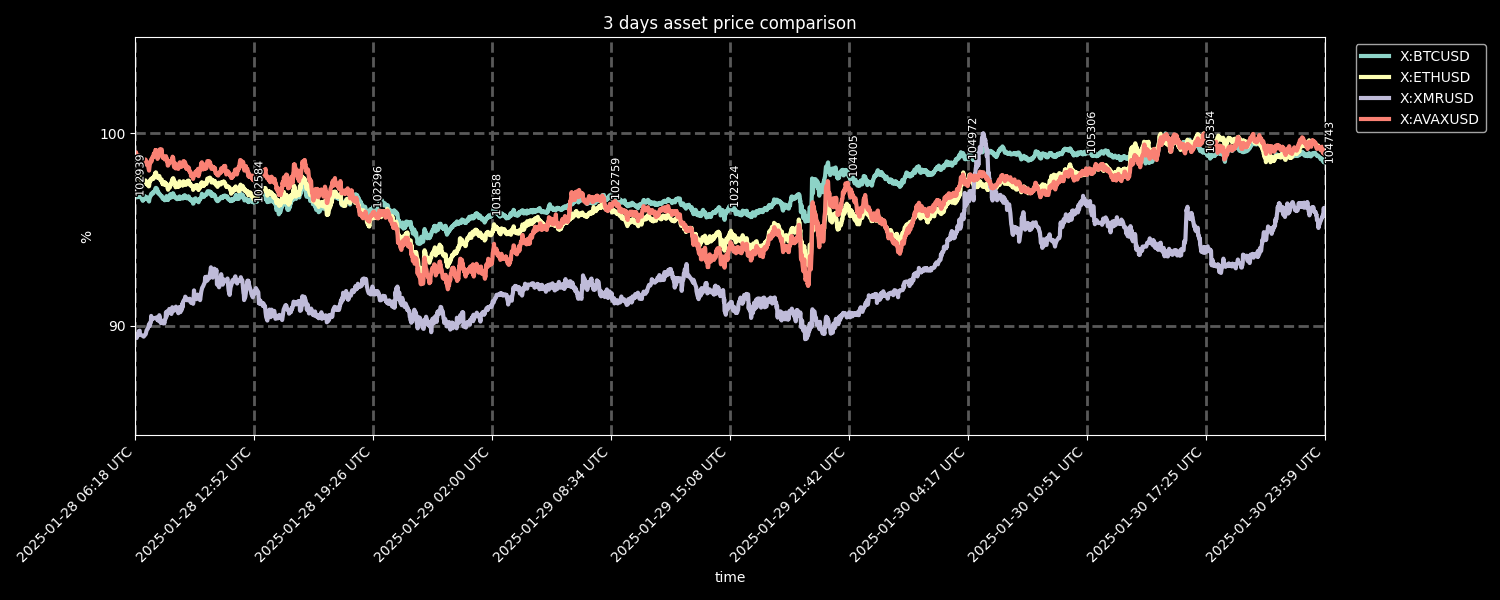 3 days asset price comparison
X:BTCUSD
X:ETHUSD
X:XMRUSD
X:AVAXUSD
100
90
%
102939
102584
102296
101858
102759
102324
104005
104972
105306
105334
104743
2025-01-28 06:18 UTC
2025-01-28 12:52 UTC
2025-01-28 19:26 UTC
2025-01-29 02:00 UTC
2025-01-29 08:34 UTC
2025-01-29 15:08 UTC
2025-01-29 21:42 UTC
2025-01-30 04:17 UTC
2025-01-30 10:51 UTC
2025-01-30 17:25 UTC
2025-01-30 23:59 UTC
time